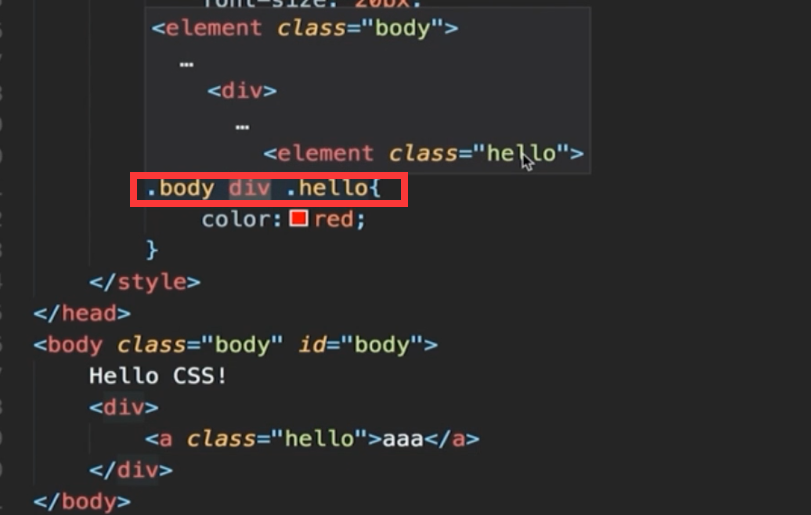 font-size: 20px;
<element class="body">
…
<div>
…
<element class="hello">
.body div .hello{
color: red;
}
</style>
</head>
<body class="body" id="body">
Hello CSS!
<div>
<a class="hello">aaa</a>
</div>
</body>